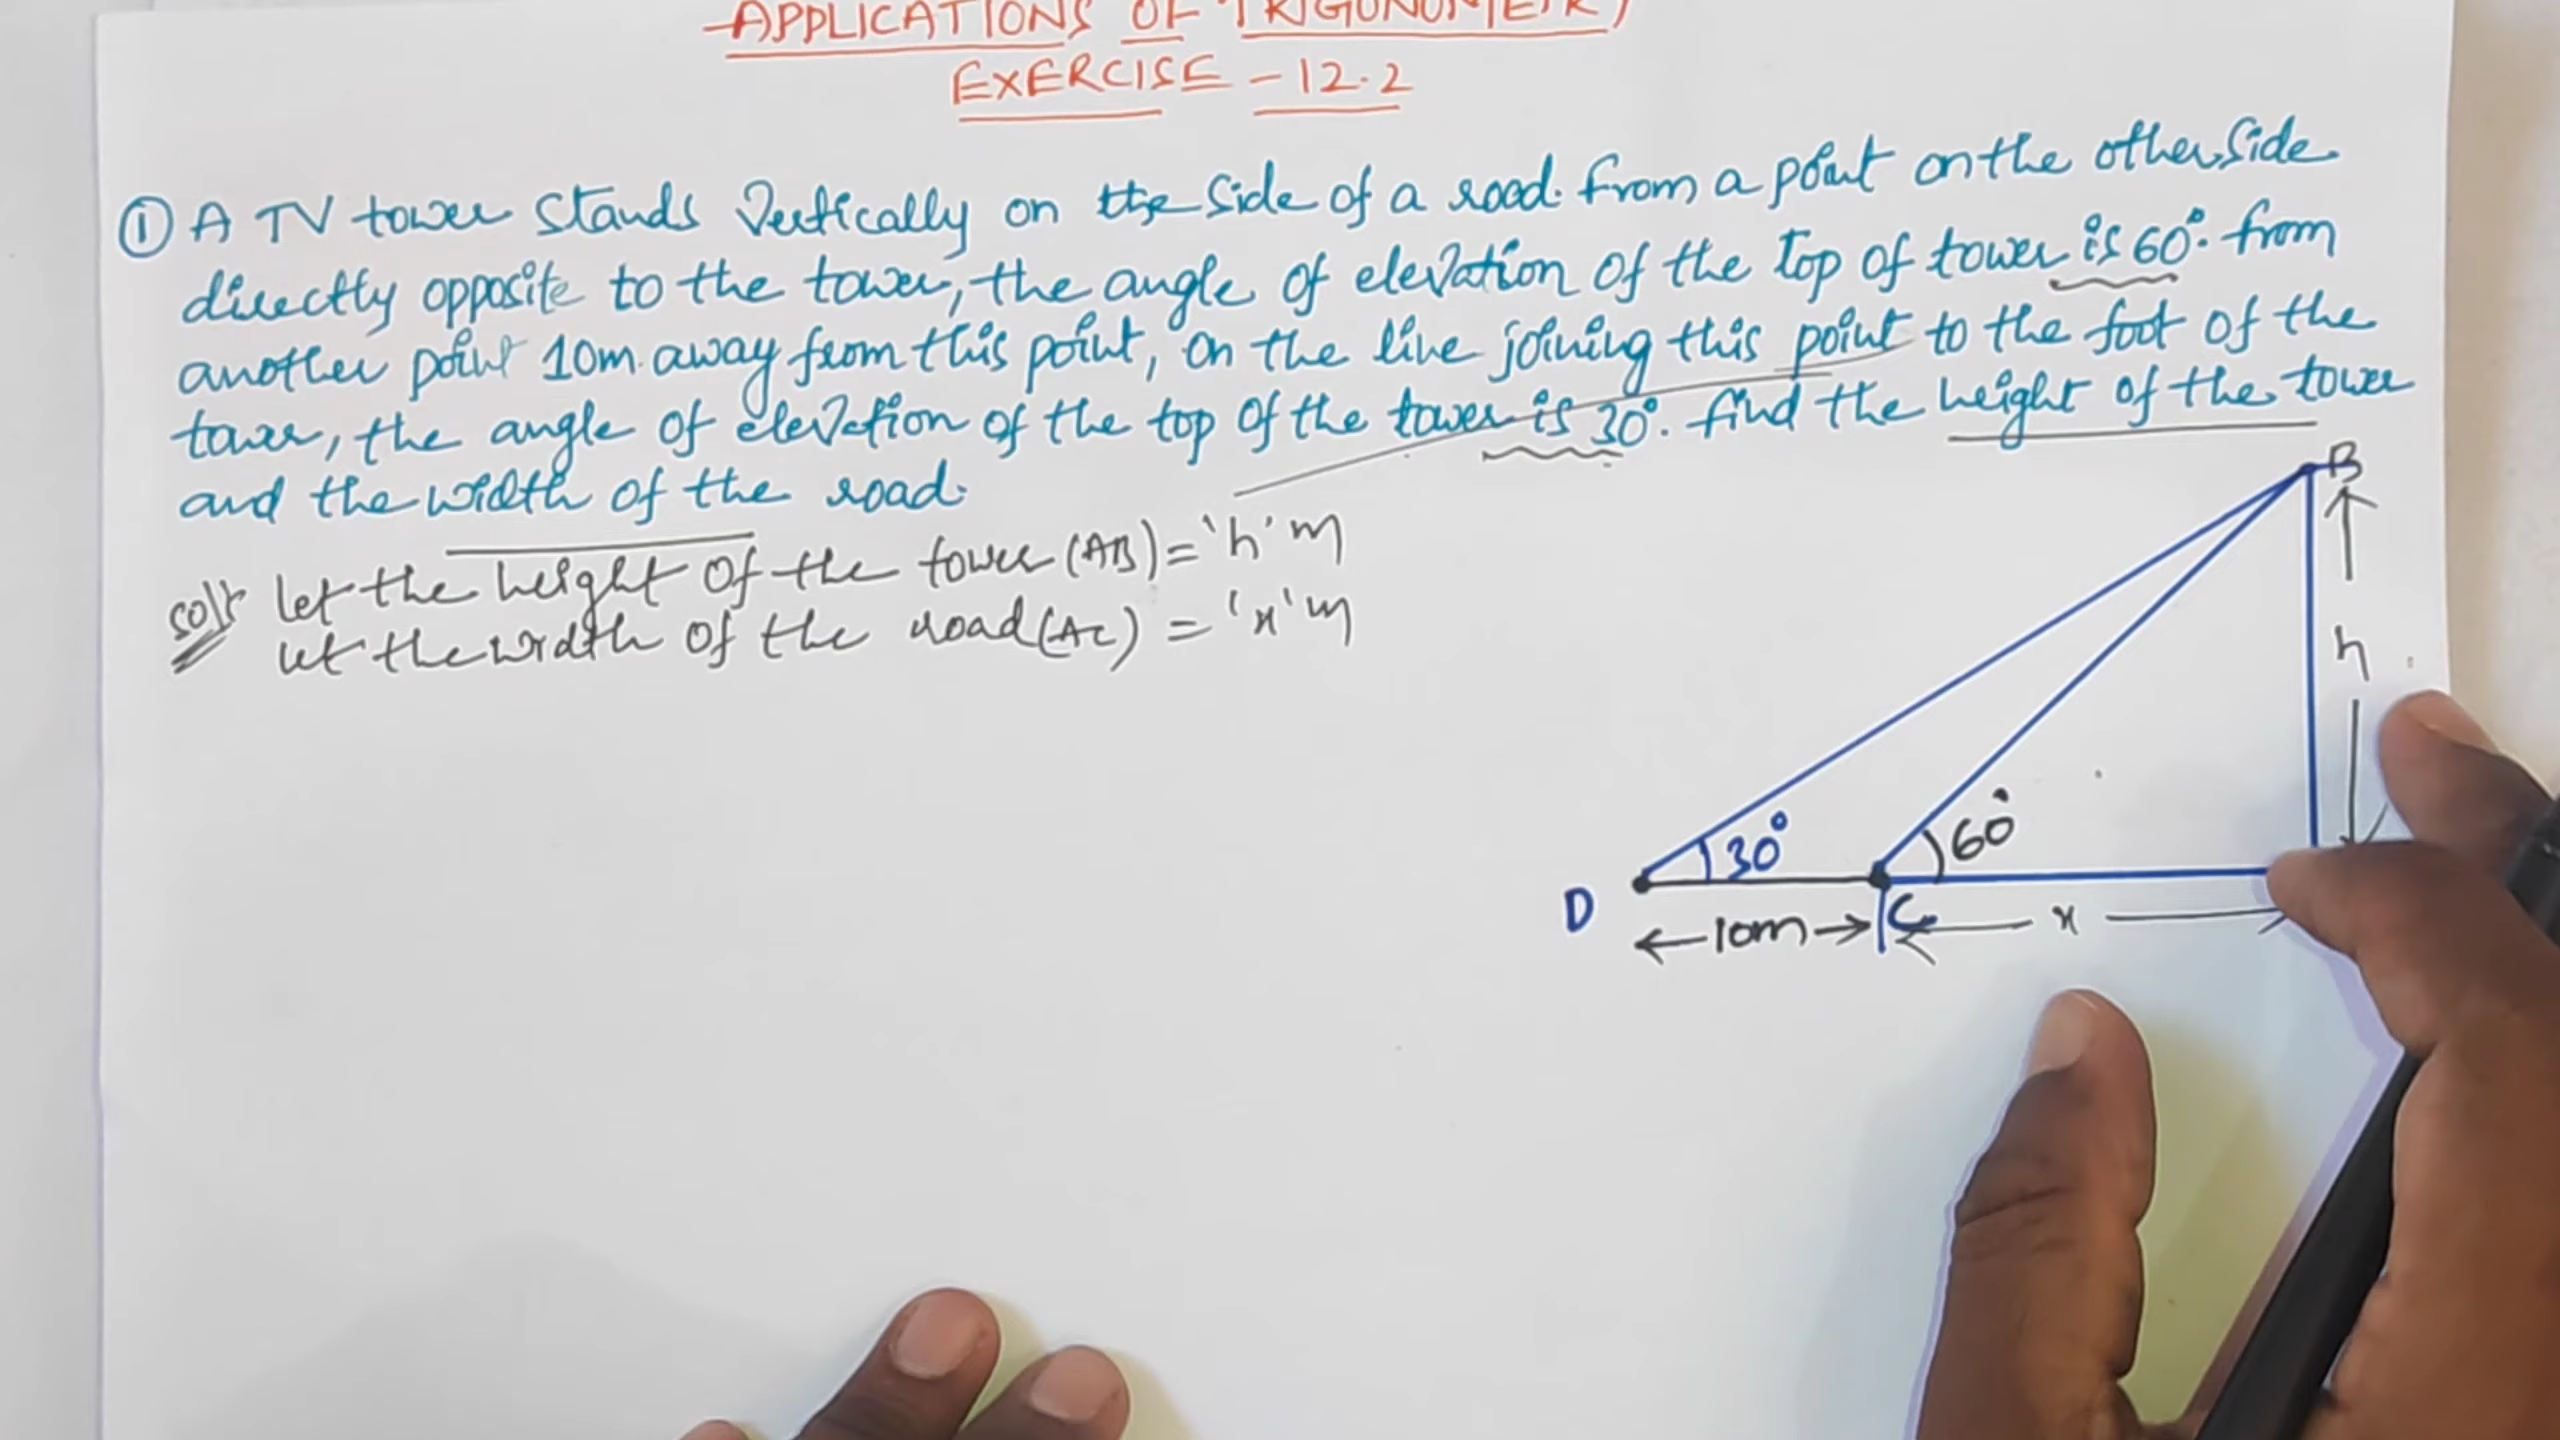 APPLICATIONS OF TRIGONOMETRY
EXERCISE - 12.2
① A TV tower stands Vertically on the side of a road. From a point on the other side
directly opposite to the tower, the angle of elevation of the top of tower is 60°. From
another point 10m away from this point, on the line joining this point to the foot of the
tower, the angle of elevation of the top of the tower is 30°. find the height of the tower
and the width of the road.
Let the height of the tower (AB) = 'h' m
let the width of the road (AC) = 'x' m
B
h
30°
60°
D
C
10m
x